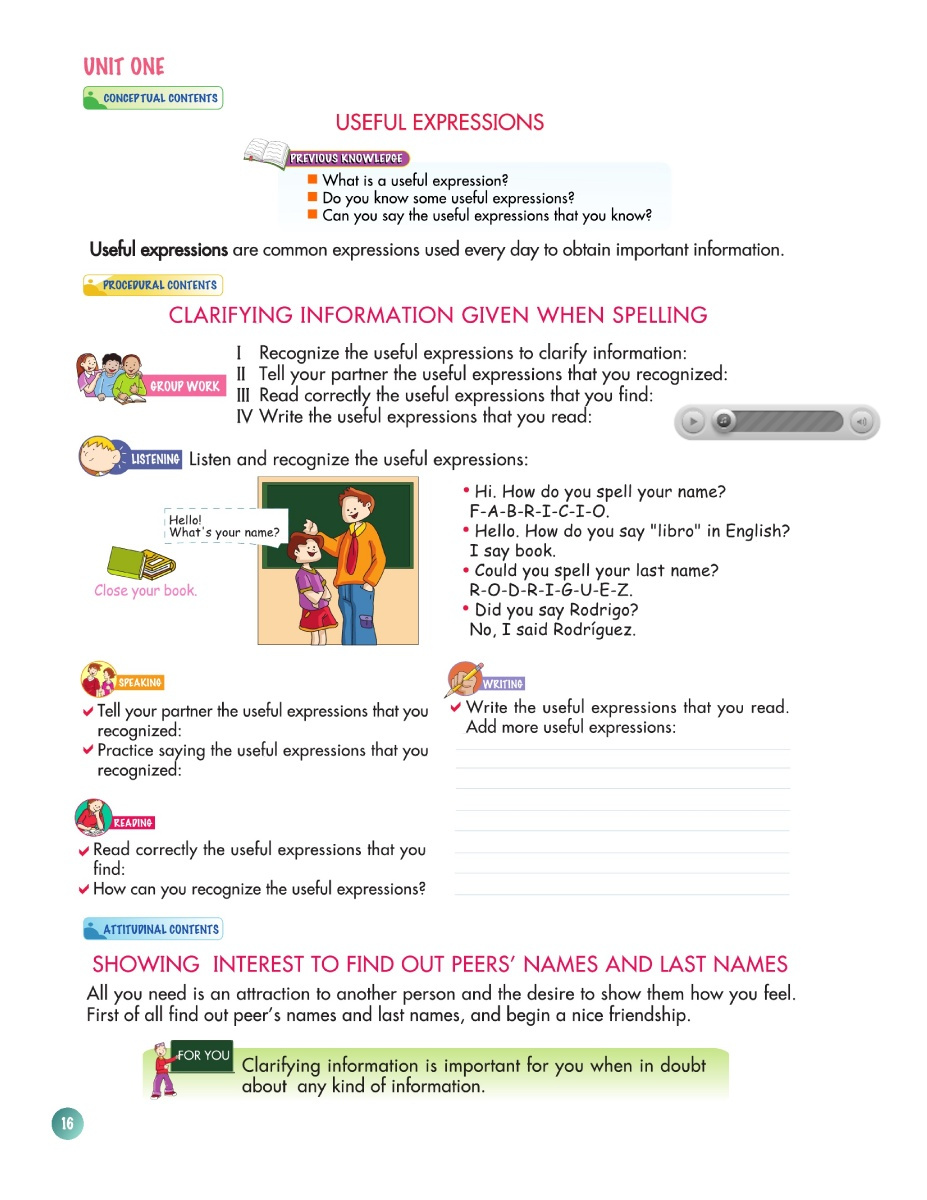 UNIT ONE
CONCEPTUAL CONTENTS
USEFUL EXPRESSIONS
PREVIOUS KNOWLEDGE
What is a useful expression?
Do you know some useful expressions?
Can you say the useful expressions that you know?
Useful expressions are common expressions used every day to obtain important information.
PROCEDURAL CONTENTS
CLARIFYING INFORMATION GIVEN WHEN SPELLING
GROUP WORK
I Recognize the useful expressions to clarify information:
II Tell your partner the useful expressions that you recognized:
III Read correctly the useful expressions that you find:
IV Write the useful expressions that you read:
LISTENING Listen and recognize the useful expressions:
Hello!
What's your name?
Close your book.
• Hi. How do you spell your name?
F-A-B-R-I-C-I-O.
• Hello. How do you say "libro" in English?
I say book.
• Could you spell your last name?
R-O-D-R-I-G-U-E-Z.
• Did you say Rodrigo?
No, I said Rodríguez.
SPEAKING
Tell your partner the useful expressions that you
recognized:
Practice saying the useful expressions that you
recognized:
READING
Read correctly the useful expressions that you
find:
How can you recognize the useful expressions?
WRITING
Write the useful expressions that you read.
Add more useful expressions:
ATTITUDINAL CONTENTS
SHOWING INTEREST TO FIND OUT PEERS' NAMES AND LAST NAMES
All you need is an attraction to another person and the desire to show them how you feel.
First of all find out peer's names and last names, and begin a nice friendship.
FOR YOU
Clarifying information is important for you when in doubt
about any kind of information.
16